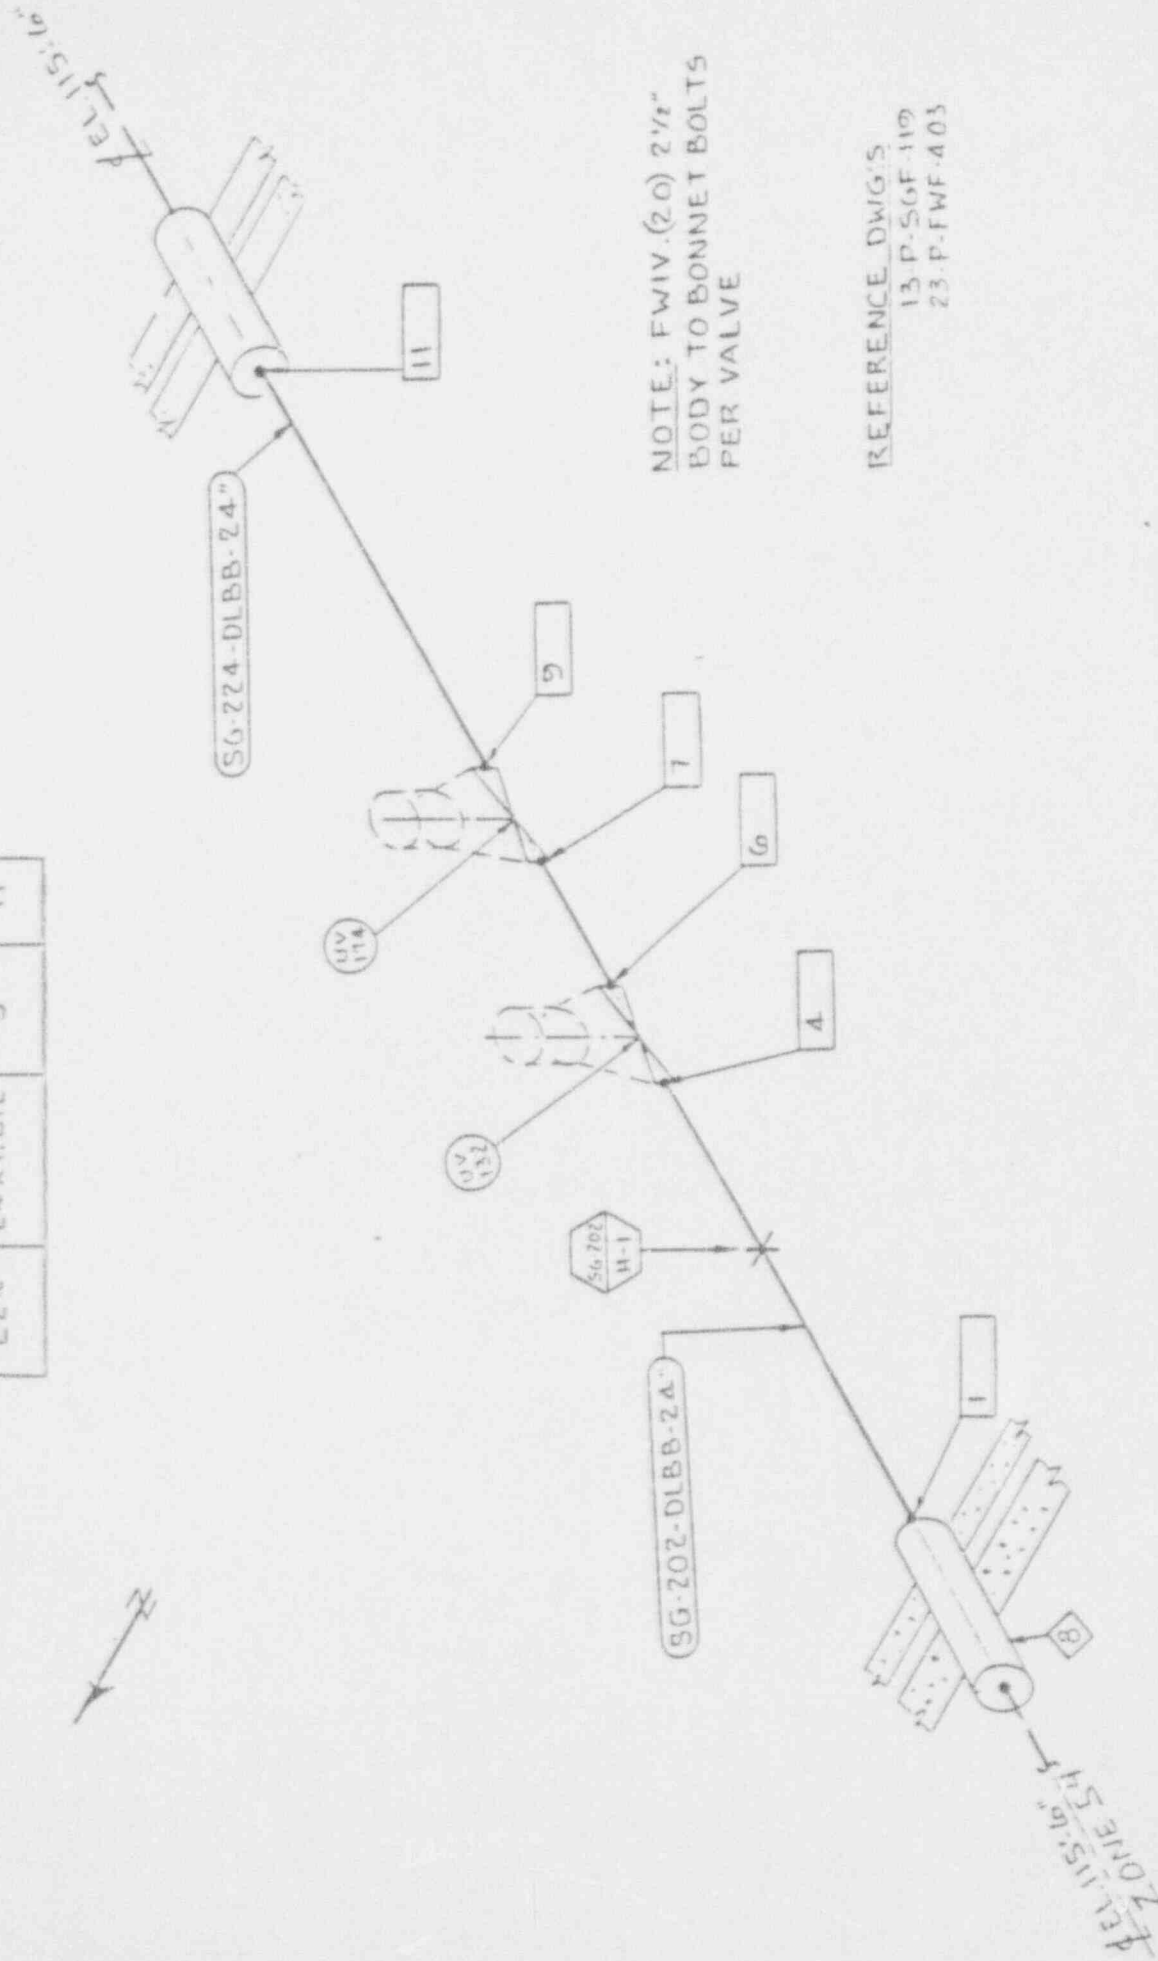 ℄ EL. 115'-6"
11
SG-224-DLBB-24"
NOTE: FWIV.(20) 2½"
BODY TO BONNET BOLTS
PER VALVE
REFERENCE DWG'S
13-P-SGF-119
23-P-FWF-403
9
7
UV
174
6
UV
132
4
SG-202
H-1
SG-202-DLBB-24"
1
N
8
℄ EL. 115'-6"
ZONE 54